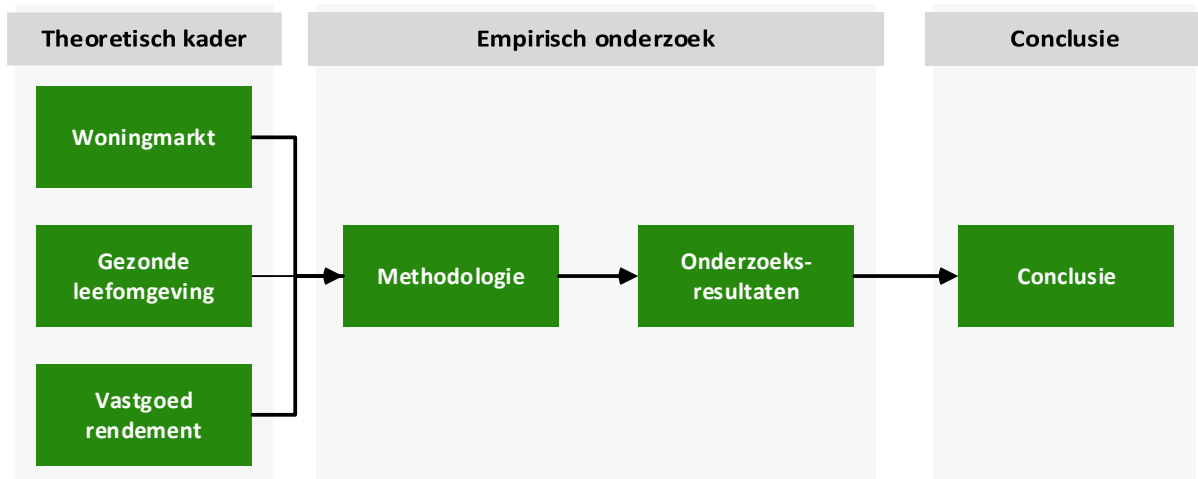 Theoretisch kader
Empirisch onderzoek
Conclusie
Woningmarkt
Gezonde
leefomgeving
Vastgoed
rendement
Methodologie
Onderzoeks-
resultaten
Conclusie